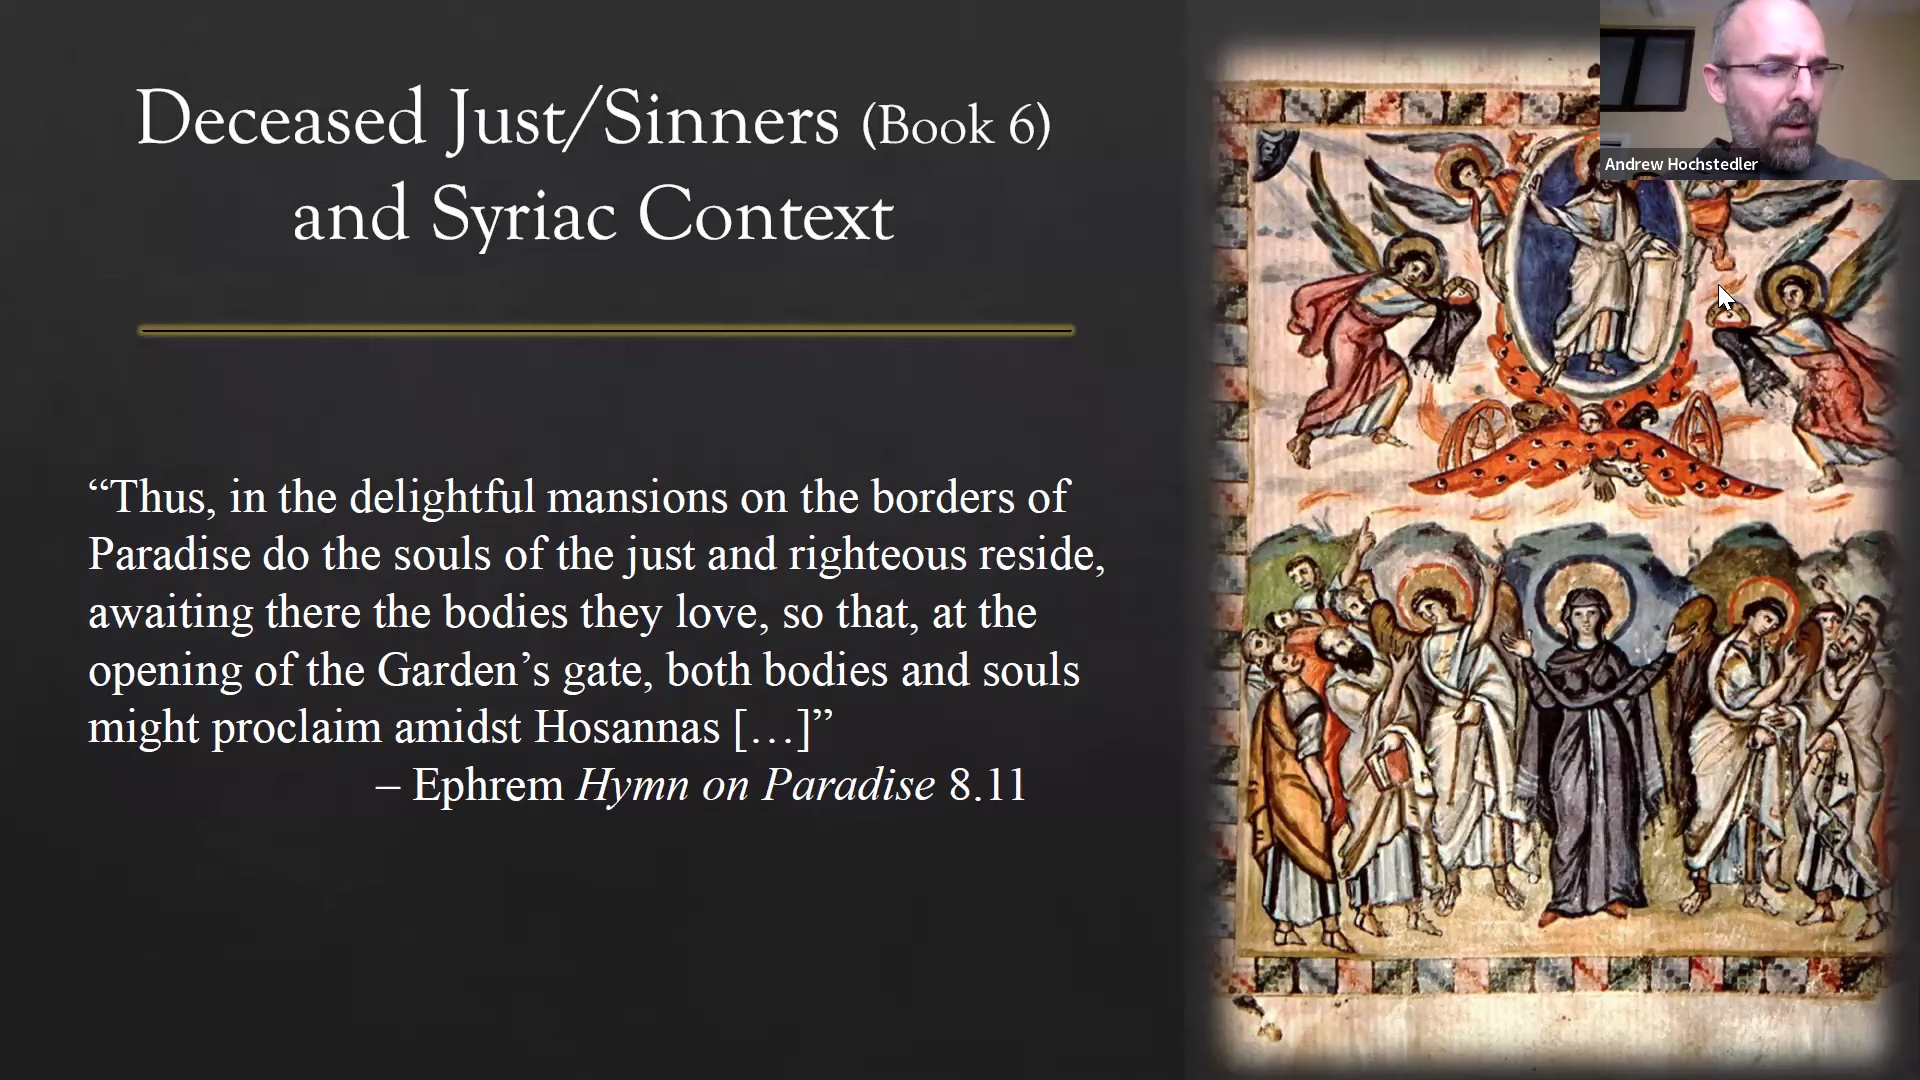 Deceased Just/Sinners (Book 6)
and Syriac Context
“Thus, in the delightful mansions on the borders of
Paradise do the souls of the just and righteous reside,
awaiting there the bodies they love, so that, at the
opening of the Garden’s gate, both bodies and souls
might proclaim amidst Hosannas […]”
– Ephrem Hymn on Paradise 8.11
Andrew Hochstedler